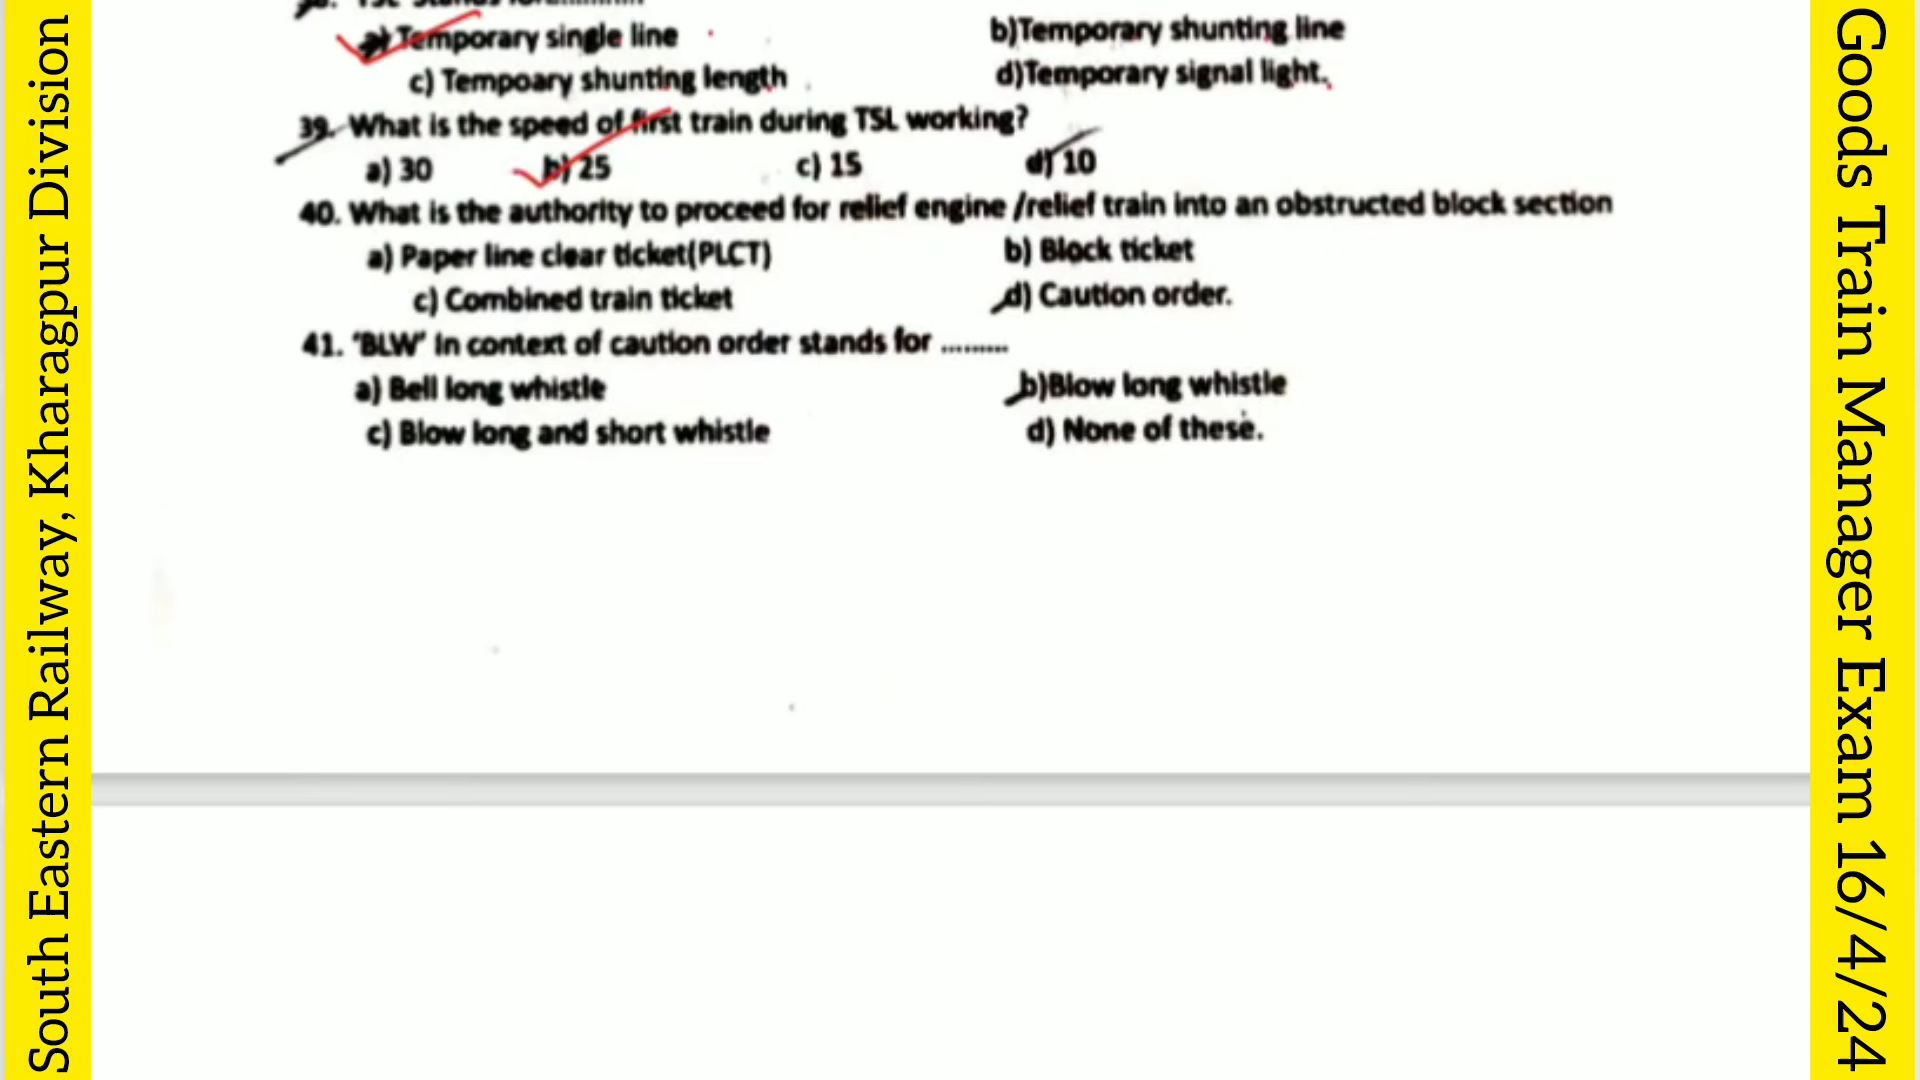 South Eastern Railway, Kharagpur Division
a) Temporary single line b)Temporary shunting line
c) Tempoary shunting length d)Temporary signal light.
39. What is the speed of first train during TSL working?
a) 30 b) 25 c) 15 d) 10
40. What is the authority to proceed for relief engine /relief train into an obstructed block section
a) Paper line clear ticket(PLCT) b) Block ticket
c) Combined train ticket d) Caution order.
41. 'BLW' In context of caution order stands for .........
a) Bell long whistle b)Blow long whistle
c) Blow long and short whistle d) None of these.
Goods Train Manager Exam 16/4/24